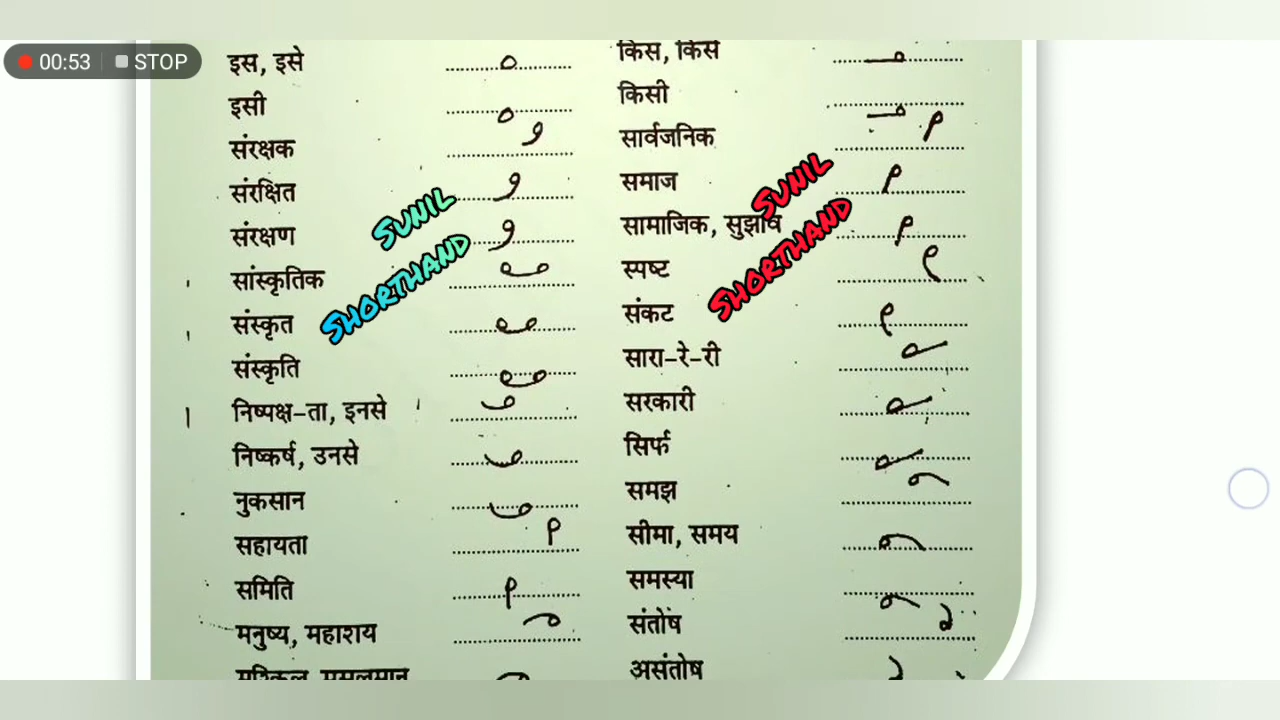 00:53 STOP
इस, इसे
इसी
संरक्षक
संरक्षित
संरक्षण
सांस्कृतिक
संस्कृत
संस्कृति
निष्पक्ष-ता, इनसे
निष्कर्ष, उनसे
नुकसान
सहायता
समिति
मनुष्य, महाशय
मुश्किल, मुसलमान
SUNIL
SHORTHAND
किस, किसे
किसी
सार्वजनिक
समाज
सामाजिक, सुझाव
स्पष्ट
संकट
सारा-रे-री
सरकारी
सिर्फ
समझ
सीमा, समय
समस्या
संतोष
असंतोष
SUNIL
SHORTHAND